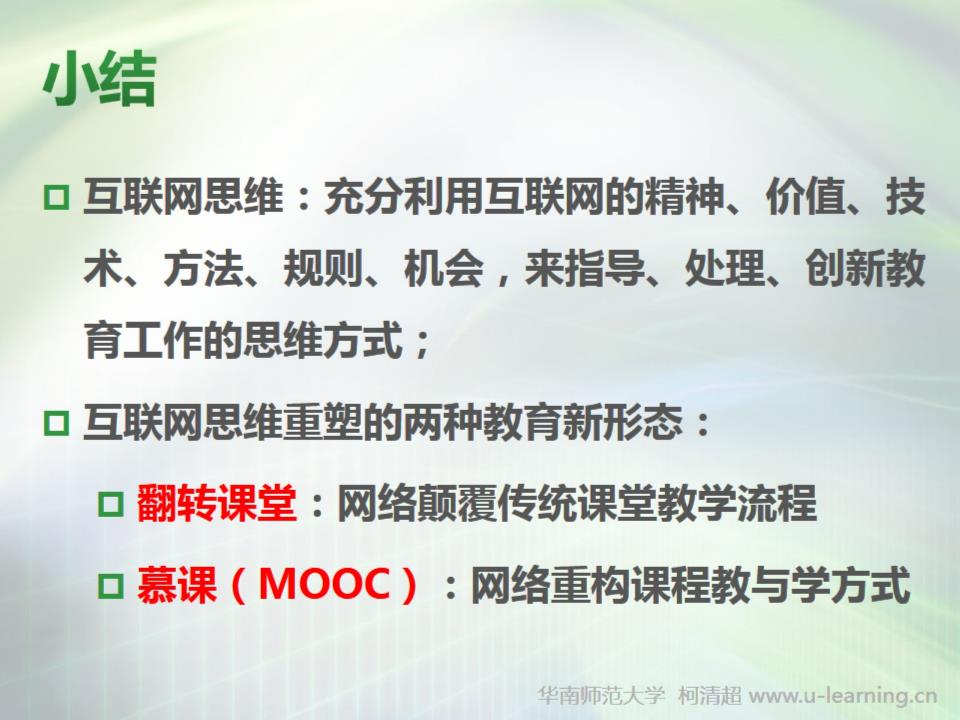 小结
互联网思维：充分利用互联网的精神、价值、技
术、方法、规则、机会，来指导、处理、创新教
育工作的思维方式；
互联网思维重塑的两种教育新形态：
翻转课堂：网络颠覆传统课堂教学流程
慕课（MOOC）：网络重构课程教与学方式
华南师范大学 柯清超 www.u-learning.cn